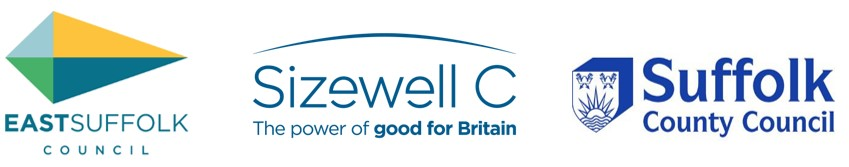 EASTSUFFOLK
COUNCIL
Sizewell C
The power of good for Britain
Suffolk
County Council